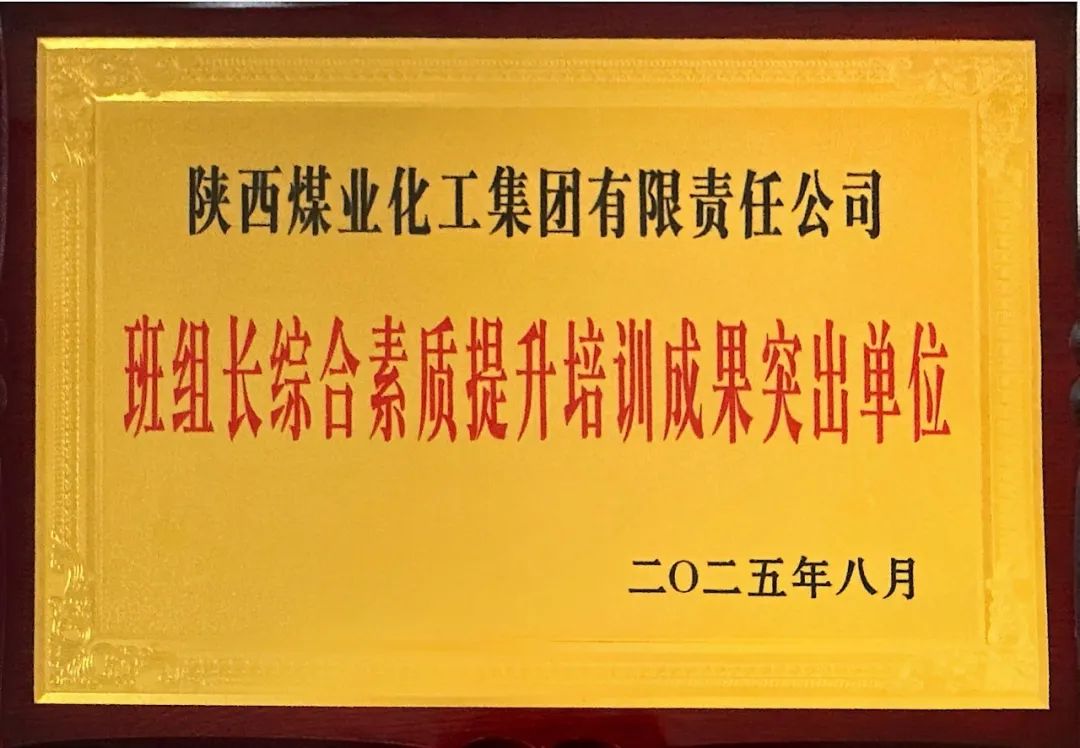 陕西煤业化工集团有限责任公司
班组长综合素质提升培训成果突出单位
二〇二五年八月